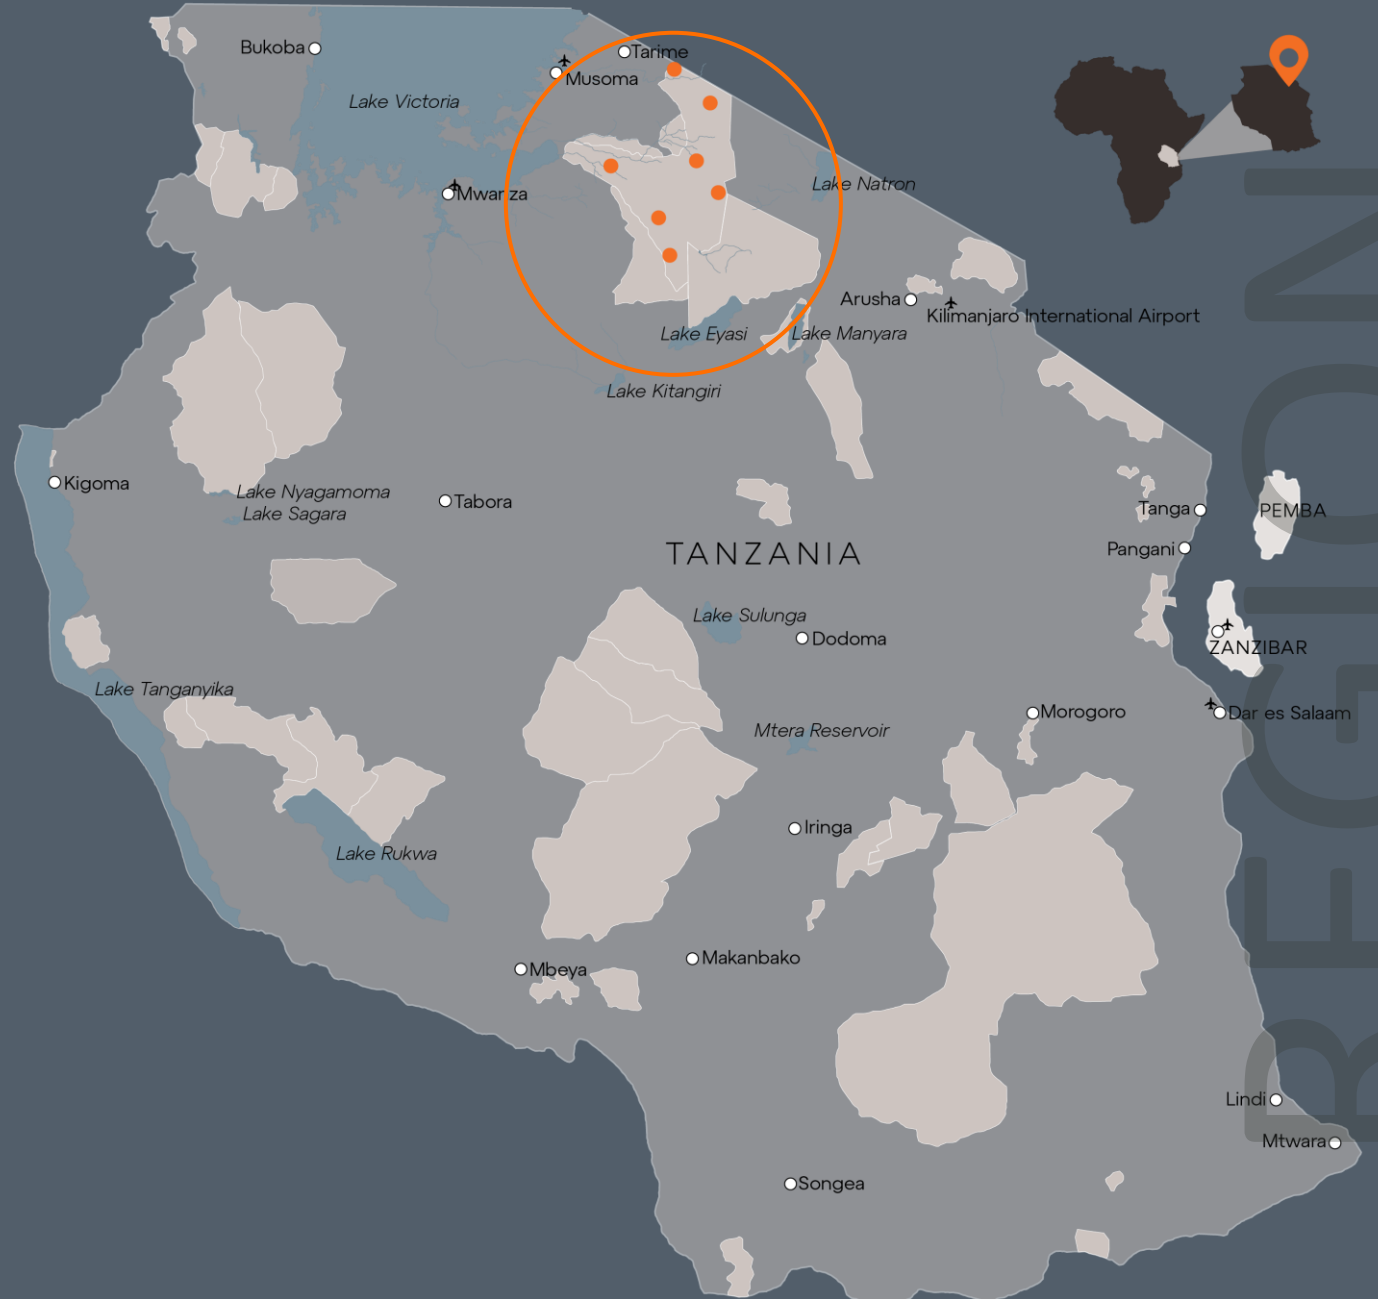 Bukoba
Tarime
Musoma
Lake Victoria
Mwanza
Lake Natron
Arusha
Kilimanjaro International Airport
Lake Eyasi
Lake Manyara
Lake Kitangiri
Kigoma
Lake Nyagamoma
Lake Sagara
Tabora
Tanga
PEMBA
Pangani
TANZANIA
Lake Sulunga
Dodoma
ZANZIBAR
Lake Tanganyika
Morogoro
Dar es Salaam
Mtera Reservoir
Iringa
Lake Rukwa
Makanbako
Mbeya
Lindi
Mtwara
Songea
REGION